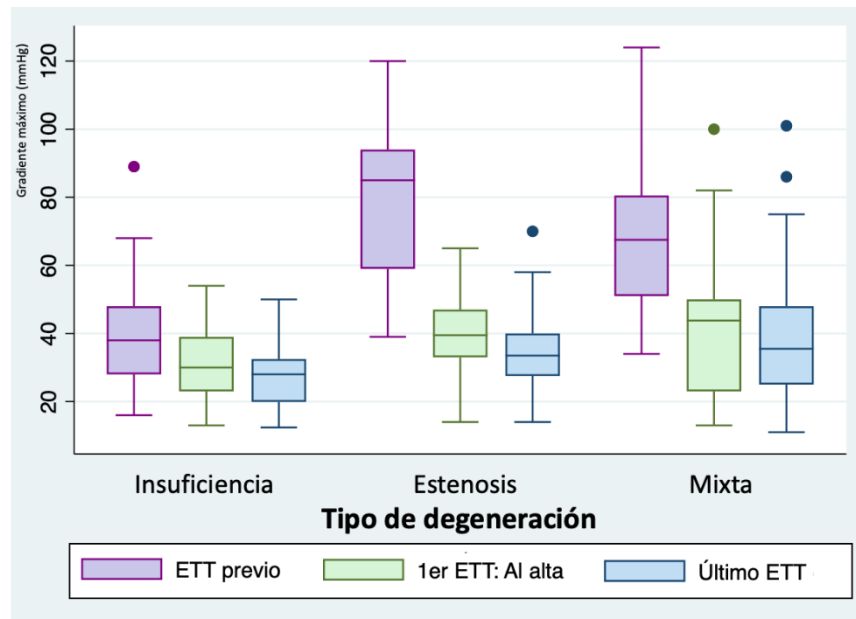 Gradiente máximo (mmHg)
120
100
80
60
40
20
Insuficiencia Estenosis Mixta
Tipo de degeneración
ETT previo 1er ETT: Al alta Último ETT